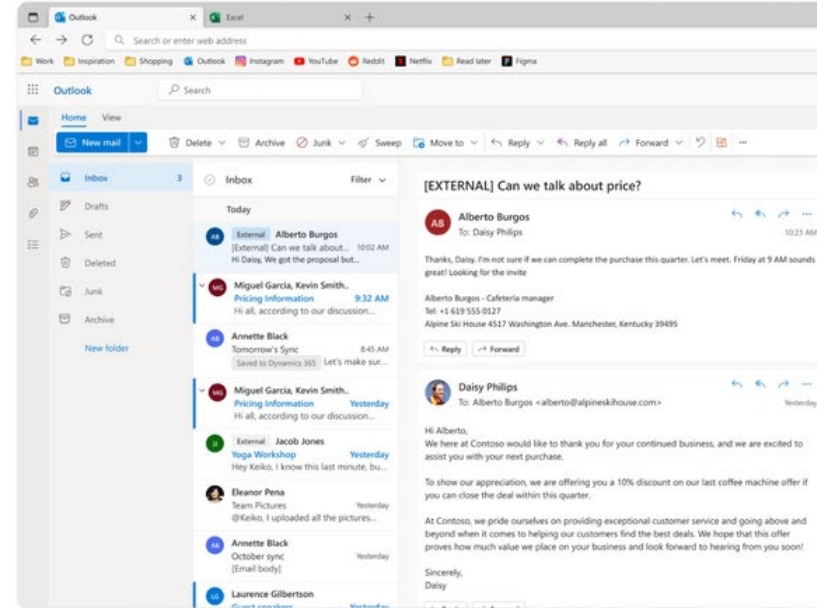 Outlook
Excel
Search or enter web address
Work Inspiration Shopping Outlook Instagram YouTube Reddit Netflix Read later Figma
Outlook
Search
Home View
New mail Delete Archive Junk Sweep Move to Reply Reply all Forward
Inbox 3
Drafts
Sent
Deleted
Junk
Archive
New folder
Inbox Filter
Today
AB
External Alberto Burgos
[External] Can we talk about... 10:02 AM
Hi Daisy, We got the proposal but...
MG
Miguel Garcia, Kevin Smith..
Pricing Information 9:32 AM
Hi all, according to our discussion...
AB
Annette Black
Tomorrow's Sync 8:45 AM
Saved to Dynamics 365 Let's make sur...
MG
Miguel Garcia, Kevin Smith..
Pricing Information Yesterday
Hi all, according to our discussion...
JJ
External Jacob Jones
Yoga Workshop Yesterday
Hey Keiko, I know this last minute, bu...
Eleanor Pena
Team Pictures Yesterday
@Keiko, I uploaded all the pictures...
AB
Annette Black
October sync Yesterday
[Email body]
LG
Laurence Gilbertson
Guest speakers Yesterday
[EXTERNAL] Can we talk about price?
AB
Alberto Burgos
To: Daisy Philips
10:23 AM
Thanks, Daisy. I'm not sure if we can complete the purchase this quarter. Let's meet. Friday at 9 AM sounds
great! Looking for the invite
Alberto Burgos - Cafeteria manager
Tel: +1 619 555 0127
Alpine Ski House 4517 Washington Ave. Manchester, Kentucky 39495
Reply Forward
Daisy Philips
To: Alberto Burgos <alberto@alpineskihouse.com>
Yesterday
Hi Alberto,
We here at Contoso would like to thank you for your continued business, and we are excited to
assist you with your next purchase.
To show our appreciation, we are offering you a 10% discount on our last coffee machine offer if
you can close the deal within this quarter.
At Contoso, we pride ourselves on providing exceptional customer service and going above and
beyond when it comes to helping our customers find the best deals. We hope that this offer
proves how much value we place on your business and look forward to hearing from you soon!
Sincerely,
Daisy